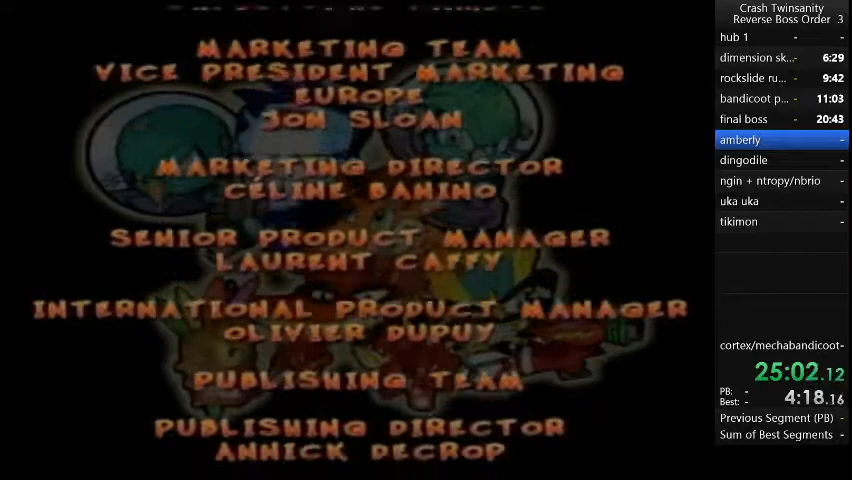 MARKETING TEAM
VICE PRESIDENT MARKETING
EUROPE
JON SLOAN
MARKETING DIRECTOR
CÉLINE BANINO
SENIOR PRODUCT MANAGER
LAURENT CAFFY
INTERNATIONAL PRODUCT MANAGER
OLIVIER DUPUY
PUBLISHING TEAM
PUBLISHING DIRECTOR
ANNICK DECROP
Crash Twinsanity
Reverse Boss Order 3
hub 1 - -
dimension sk... - 6:29
rockslide ru... - 9:42
bandicoot p... - 11:03
final boss - 20:43
amberly -
dingodile -
ngin + ntropy/nbrio -
uka uka -
tikimon -
cortex/mechabandicoot-
25:02.12
PB: -
Best: -
4:18.16
Previous Segment (PB) -
Sum of Best Segments -